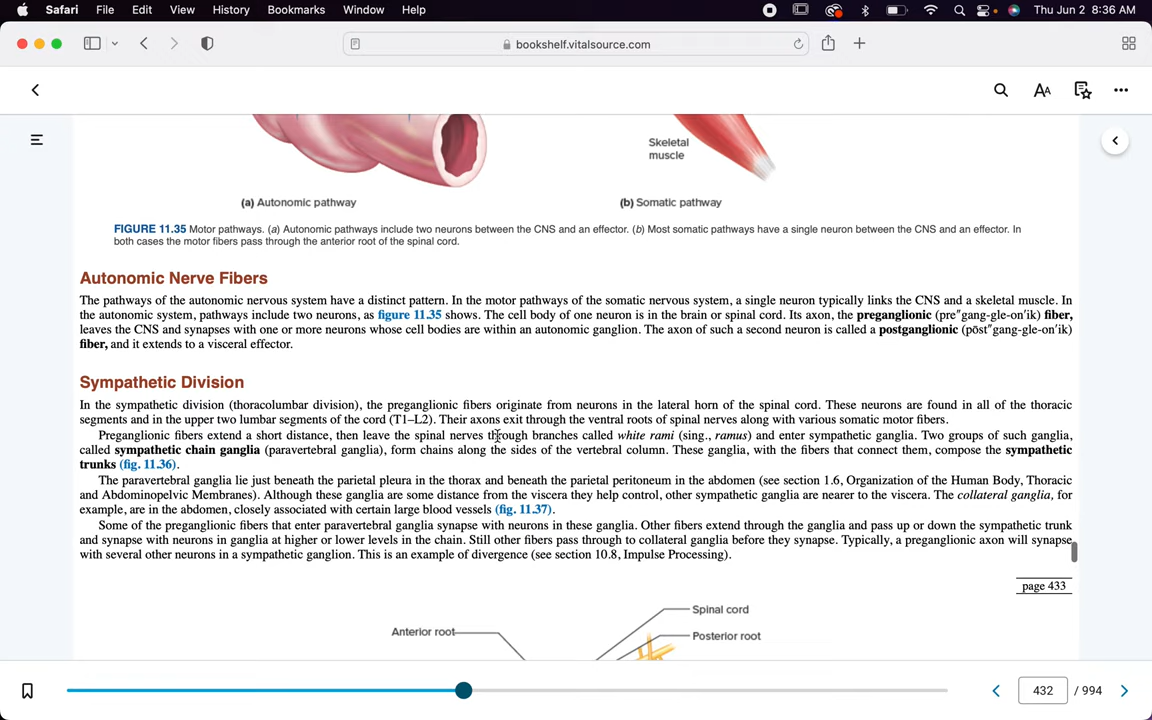 Safari File Edit View History Bookmarks Window Help Thu Jun 2 8:36 AM
bookshelf.vitalsource.com
AA
Skeletal
muscle
(a) Autonomic pathway
(b) Somatic pathway
FIGURE 11.35 Motor pathways. (a) Autonomic pathways include two neurons between the CNS and an effector. (b) Most somatic pathways have a single neuron between the CNS and an effector. In
both cases the motor fibers pass through the anterior root of the spinal cord.
Autonomic Nerve Fibers
The pathways of the autonomic nervous system have a distinct pattern. In the motor pathways of the somatic nervous system, a single neuron typically links the CNS and a skeletal muscle. In
the autonomic system, pathways include two neurons, as figure 11.35 shows. The cell body of one neuron is in the brain or spinal cord. Its axon, the preganglionic (pre″gang-gle-on′ik) fiber,
leaves the CNS and synapses with one or more neurons whose cell bodies are within an autonomic ganglion. The axon of such a second neuron is called a postganglionic (pōst″gang-gle-on′ik)
fiber, and it extends to a visceral effector.
Sympathetic Division
In the sympathetic division (thoracolumbar division), the preganglionic fibers originate from neurons in the lateral horn of the spinal cord. These neurons are found in all of the thoracic
segments and in the upper two lumbar segments of the cord (T1–L2). Their axons exit through the ventral roots of spinal nerves along with various somatic motor fibers.
Preganglionic fibers extend a short distance, then leave the spinal nerves through branches called white rami (sing., ramus) and enter sympathetic ganglia. Two groups of such ganglia,
called sympathetic chain ganglia (paravertebral ganglia), form chains along the sides of the vertebral column. These ganglia, with the fibers that connect them, compose the sympathetic
trunks (fig. 11.36).
The paravertebral ganglia lie just beneath the parietal pleura in the thorax and beneath the parietal peritoneum in the abdomen (see section 1.6, Organization of the Human Body, Thoracic
and Abdominopelvic Membranes). Although these ganglia are some distance from the viscera they help control, other sympathetic ganglia are nearer to the viscera. The collateral ganglia, for
example, are in the abdomen, closely associated with certain large blood vessels (fig. 11.37).
Some of the preganglionic fibers that enter paravertebral ganglia synapse with neurons in these ganglia. Other fibers extend through the ganglia and pass up or down the sympathetic trunk
and synapse with neurons in ganglia at higher or lower levels in the chain. Still other fibers pass through to collateral ganglia before they synapse. Typically, a preganglionic axon will synapse
with several other neurons in a sympathetic ganglion. This is an example of divergence (see section 10.8, Impulse Processing).
page 433
Spinal cord
Anterior root
Posterior root
432 / 994